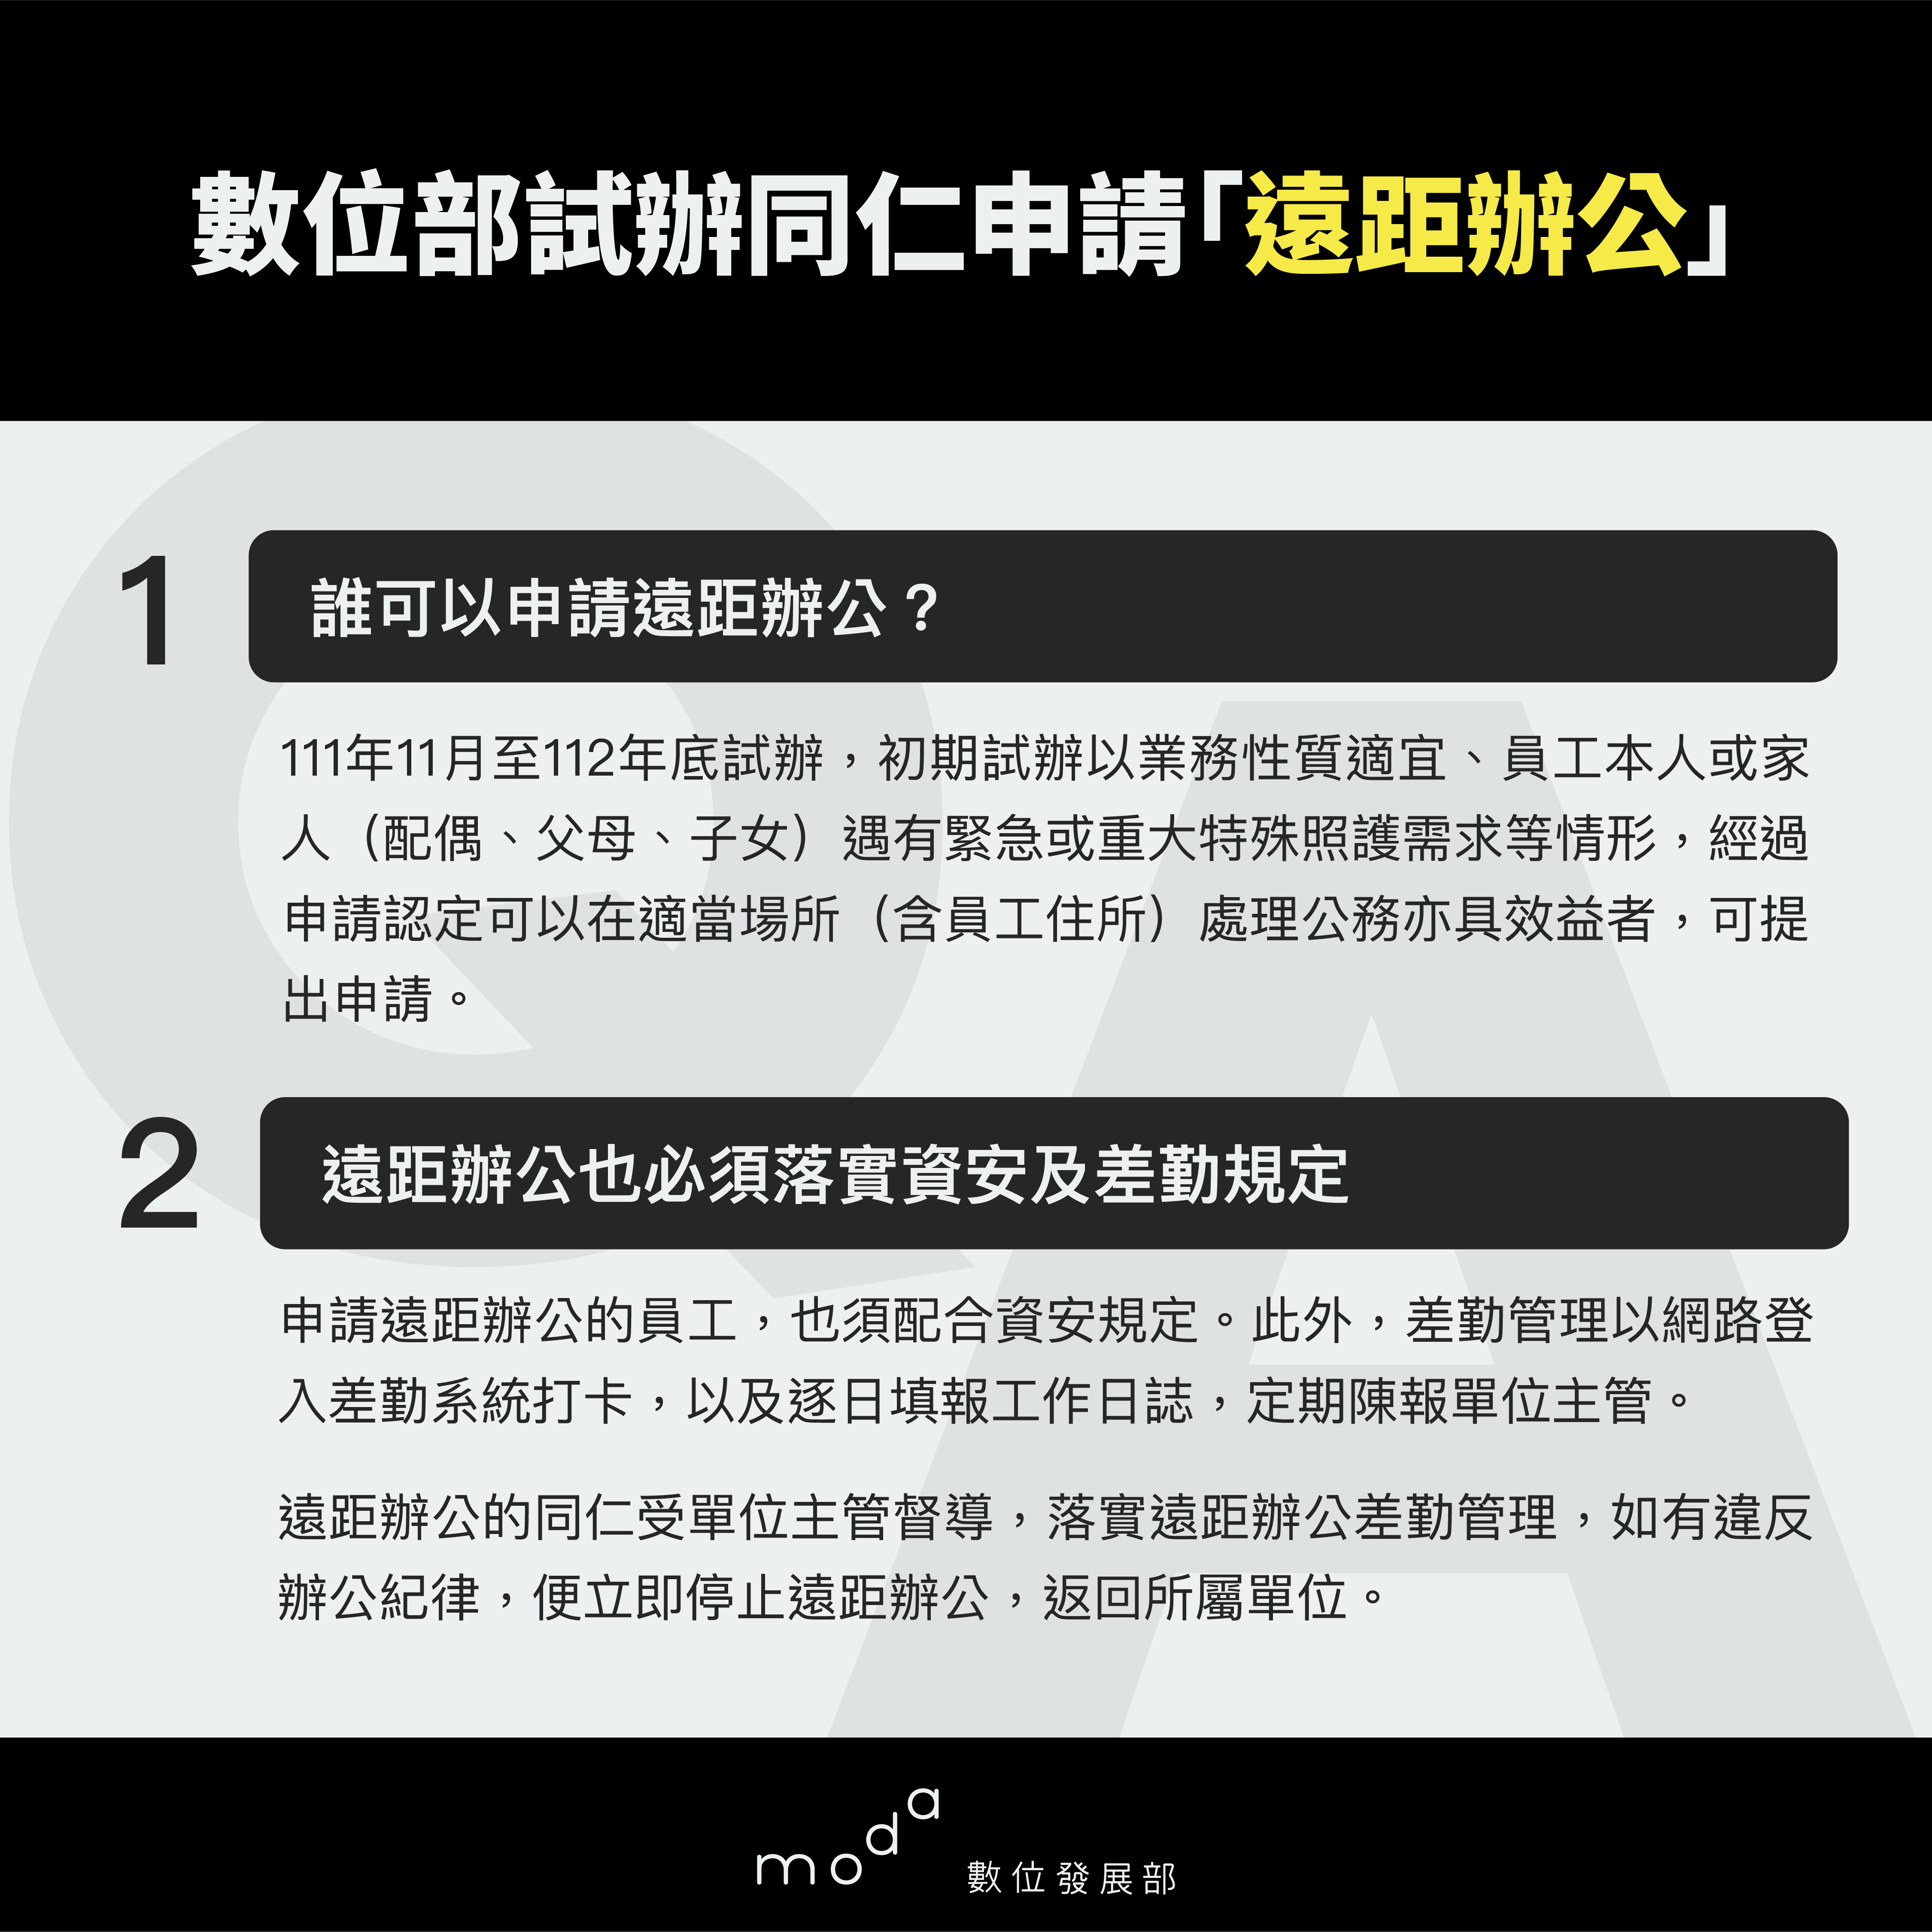 數位部試辦同仁申請「遠距辦公」
1
誰可以申請遠距辦公？
111年11月至112年底試辦，初期試辦以業務性質適宜、員工本人或家
人（配偶、父母、子女）遇有緊急或重大特殊照護需求等情形，經過
申請認定可以在適當場所（含員工住所）處理公務亦具效益者，可提
出申請。
2
遠距辦公也必須落實資安及差勤規定
申請遠距辦公的員工，也須配合資安規定。此外，差勤管理以網路登
入差勤系統打卡，以及逐日填報工作日誌，定期陳報單位主管。
遠距辦公的同仁受單位主管督導，落實遠距辦公差勤管理，如有違反
辦公紀律，便立即停止遠距辦公，返回所屬單位。
moda 數位發展部
QA